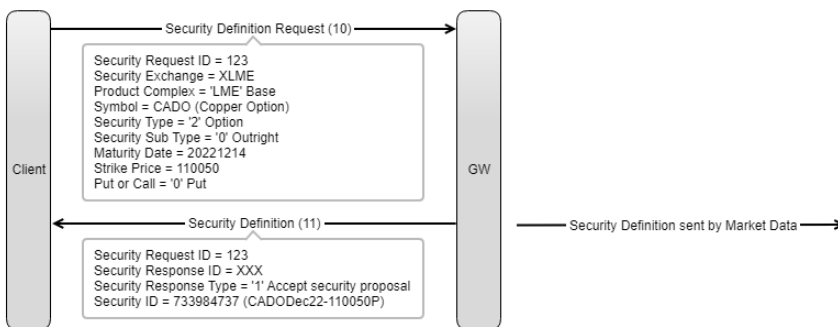 Security Definition Request (10)
Security Request ID = 123
Security Exchange = XLME
Product Complex = 'LME' Base
Symbol = CADO (Copper Option)
Security Type = '2' Option
Security Sub Type = '0' Outright
Maturity Date = 20221214
Strike Price = 110050
Put or Call = '0' Put
Client
GW
Security Definition (11)
Security Definition sent by Market Data
Security Request ID = 123
Security Response ID = XXX
Security Response Type = '1' Accept security proposal
Security ID = 733984737 (CADODec22-110050P)